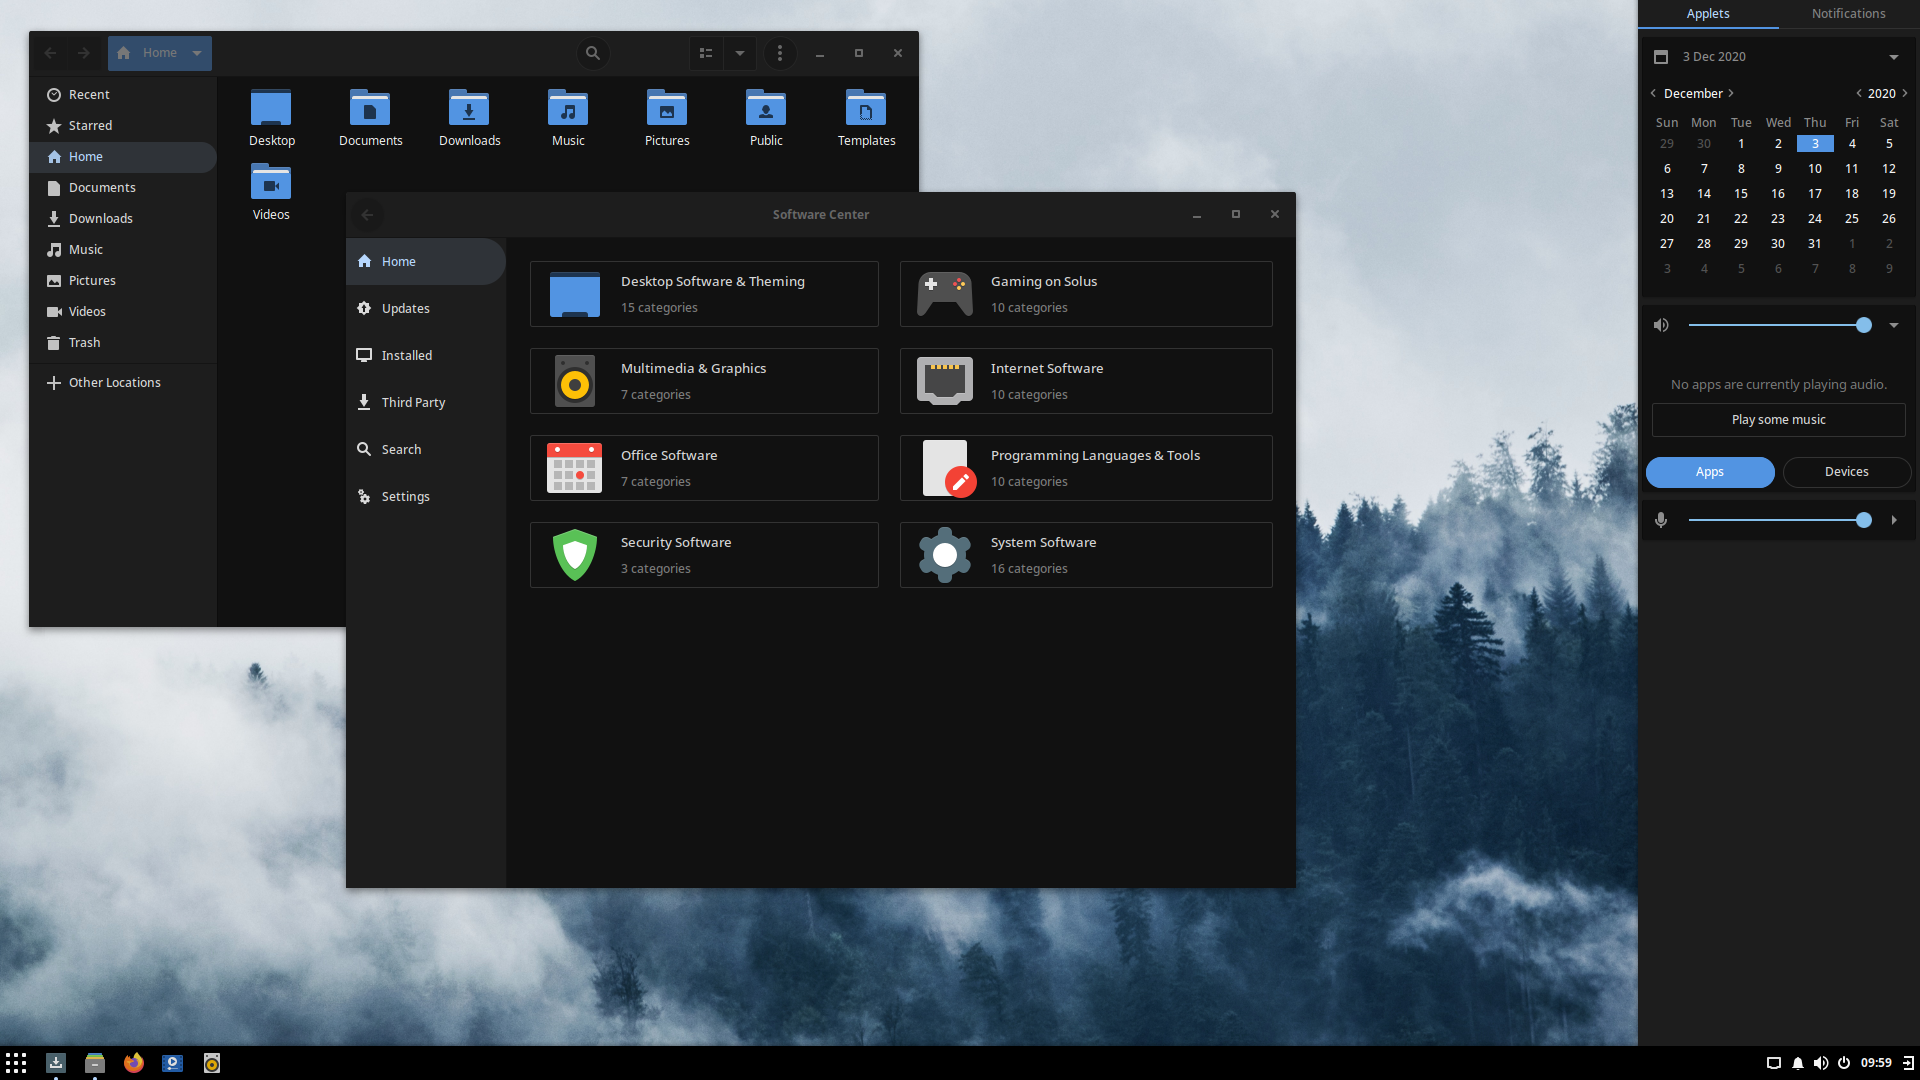 Home
Recent
Starred
Home
Documents
Downloads
Music
Pictures
Videos
Trash
Other Locations
Desktop Documents Downloads Music Pictures Public Templates
Videos
Software Center
Home
Updates
Installed
Third Party
Search
Settings
Desktop Software & Theming
15 categories
Gaming on Solus
10 categories
Multimedia & Graphics
7 categories
Internet Software
10 categories
Office Software
7 categories
Programming Languages & Tools
10 categories
Security Software
3 categories
System Software
16 categories
Applets Notifications
3 Dec 2020
December 2020
Sun Mon Tue Wed Thu Fri Sat
29 30 1 2 3 4 5
6 7 8 9 10 11 12
13 14 15 16 17 18 19
20 21 22 23 24 25 26
27 28 29 30 31 1 2
3 4 5 6 7 8 9
No apps are currently playing audio.
Play some music
Apps Devices
09:59